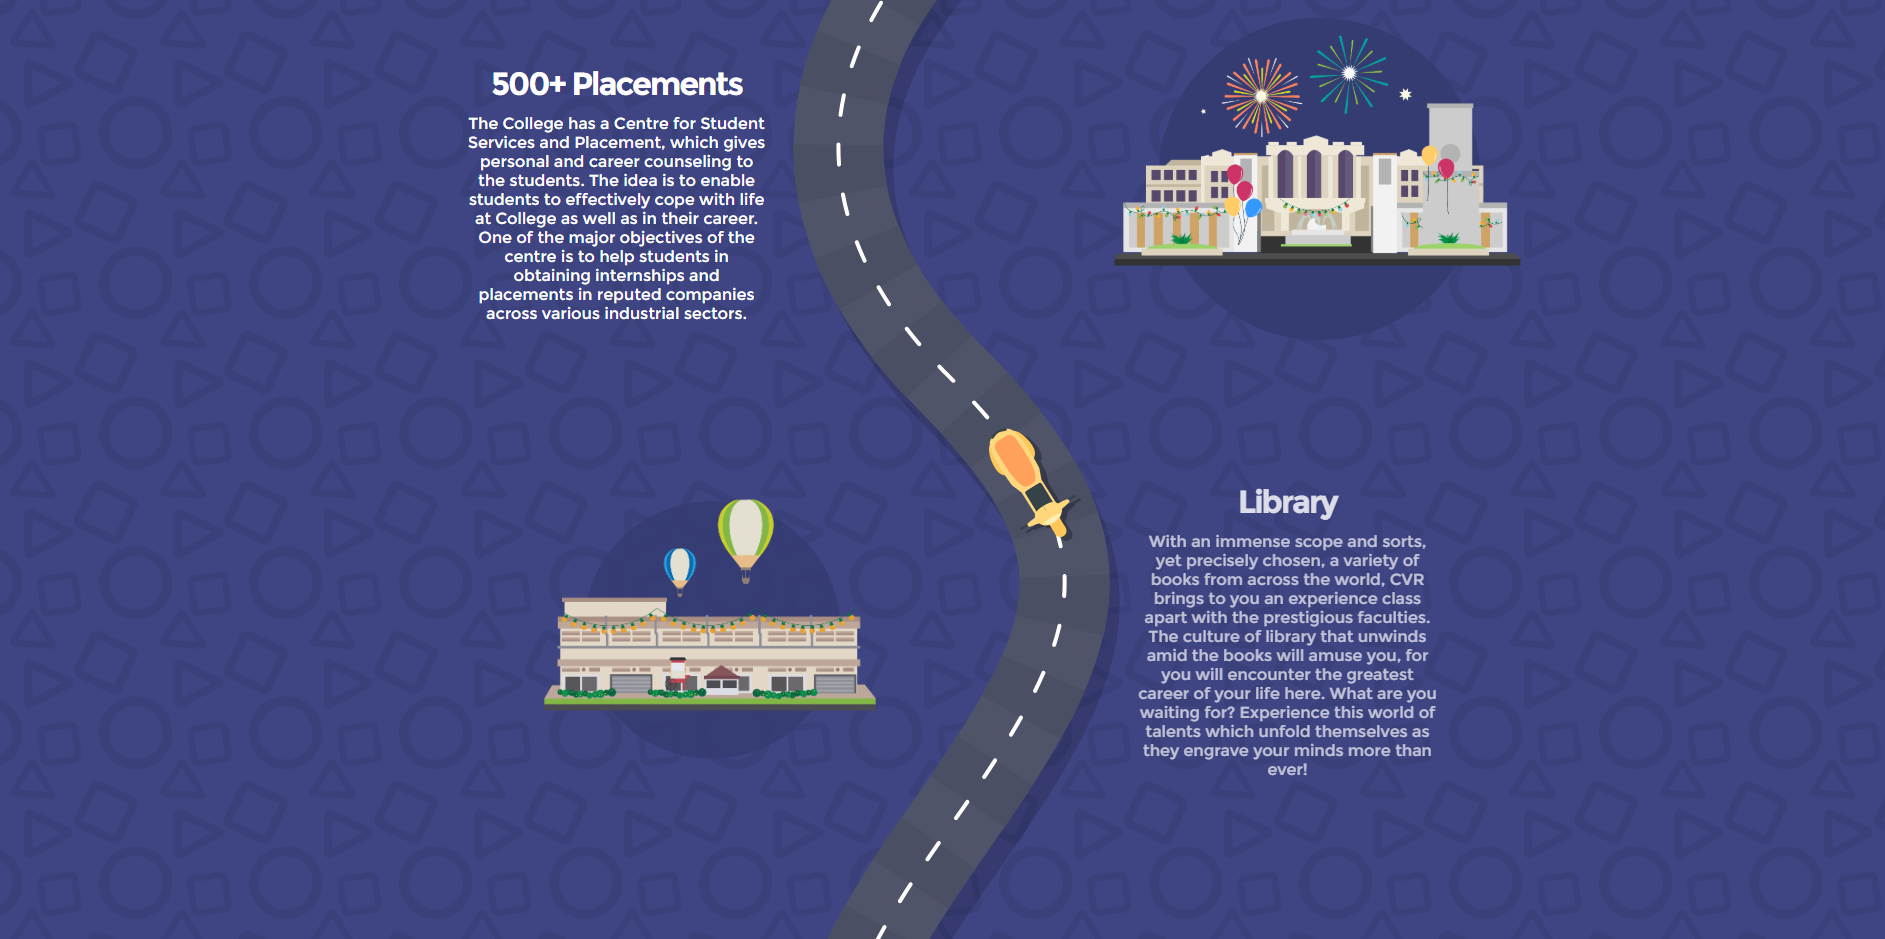 500+ Placements
The College has a Centre for Student
Services and Placement, which gives
personal and career counseling to
the students. The idea is to enable
students to effectively cope with life
at College as well as in their career.
One of the major objectives of the
centre is to help students in
obtaining internships and
placements in reputed companies
across various industrial sectors.
Library
With an immense scope and sorts,
yet precisely chosen, a variety of
books from across the world, CVR
brings to you an experience class
apart with the prestigious faculties.
The culture of library that unwinds
amid the books will amuse you, for
you will encounter the greatest
career of your life here. What are you
waiting for? Experience this world of
talents which unfold themselves as
they engrave your minds more than
ever!